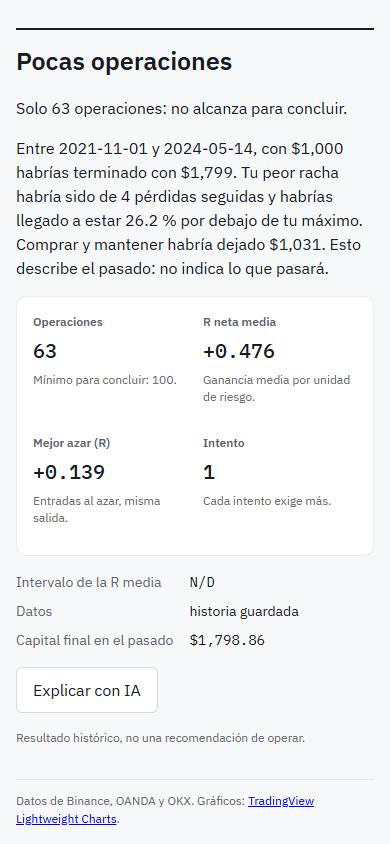 Pocas operaciones
Solo 63 operaciones: no alcanza para concluir.
Entre 2021-11-01 y 2024-05-14, con $1,000
habrías terminado con $1,799. Tu peor racha
habría sido de 4 pérdidas seguidas y habrías
llegado a estar 26.2 % por debajo de tu máximo.
Comprar y mantener habría dejado $1,031. Esto
describe el pasado: no indica lo que pasará.
Operaciones
63
Mínimo para concluir: 100.
R neta media
+0.476
Ganancia media por unidad
de riesgo.
Mejor azar (R)
+0.139
Entradas al azar, misma
salida.
Intento
1
Cada intento exige más.
Intervalo de la R media N/D
Datos historia guardada
Capital final en el pasado $1,798.86
Explicar con IA
Resultado histórico, no una recomendación de operar.
Datos de Binance, OANDA y OKX. Gráficos: TradingView
Lightweight Charts.